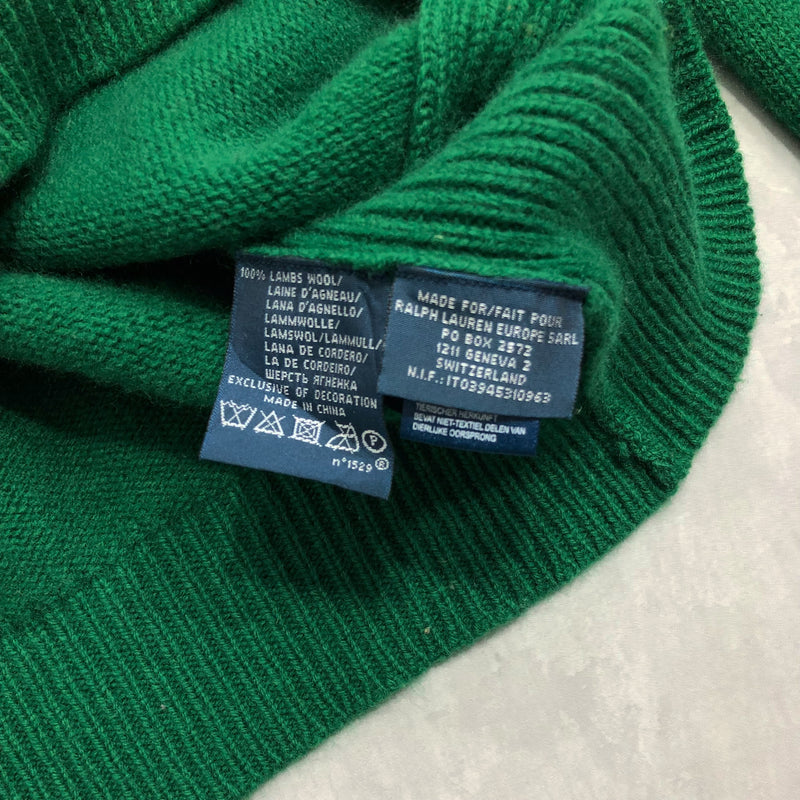 100% LAMBS WOOL/
LAINE D'AGNEAU/
LANA D'AGNELLO/
LAMMWOLLE/
LAMSWOL/LAMMULL/
LANA DE CORDERO/
LA DE CORDEIRO/
ШЕРСТЬ ЯГНЕНКА
EXCLUSIVE OF DECORATION
MADE IN CHINA
P
n°1529®
MADE FOR/FAIT POUR
RALPH LAUREN EUROPE SARL
PO BOX 2572
1211 GENEVA 2
SWITZERLAND
N.I.F.: IT03945310963
TIERISCHER HERKUNFT
BEVAT NIET-TEXTIEL DELEN VAN
DIERLIJKE OORSPRONG